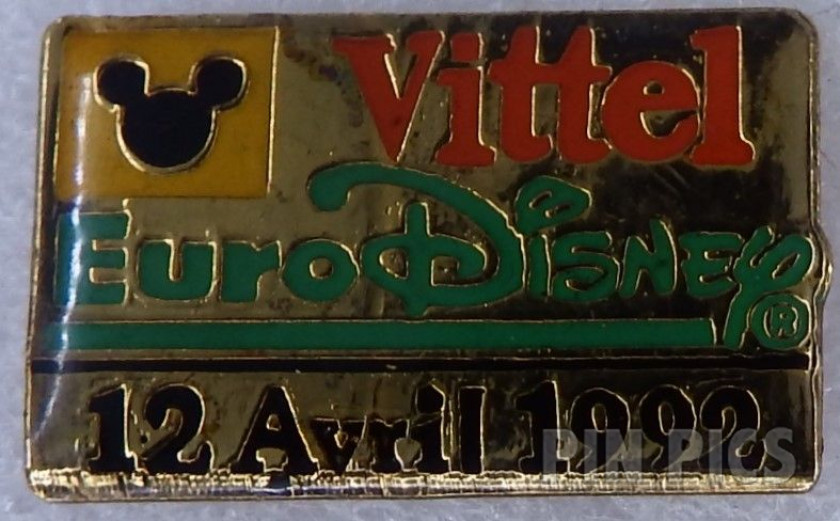 Vittel
EuroDisney®
12 Avril 1992
PIN PICS